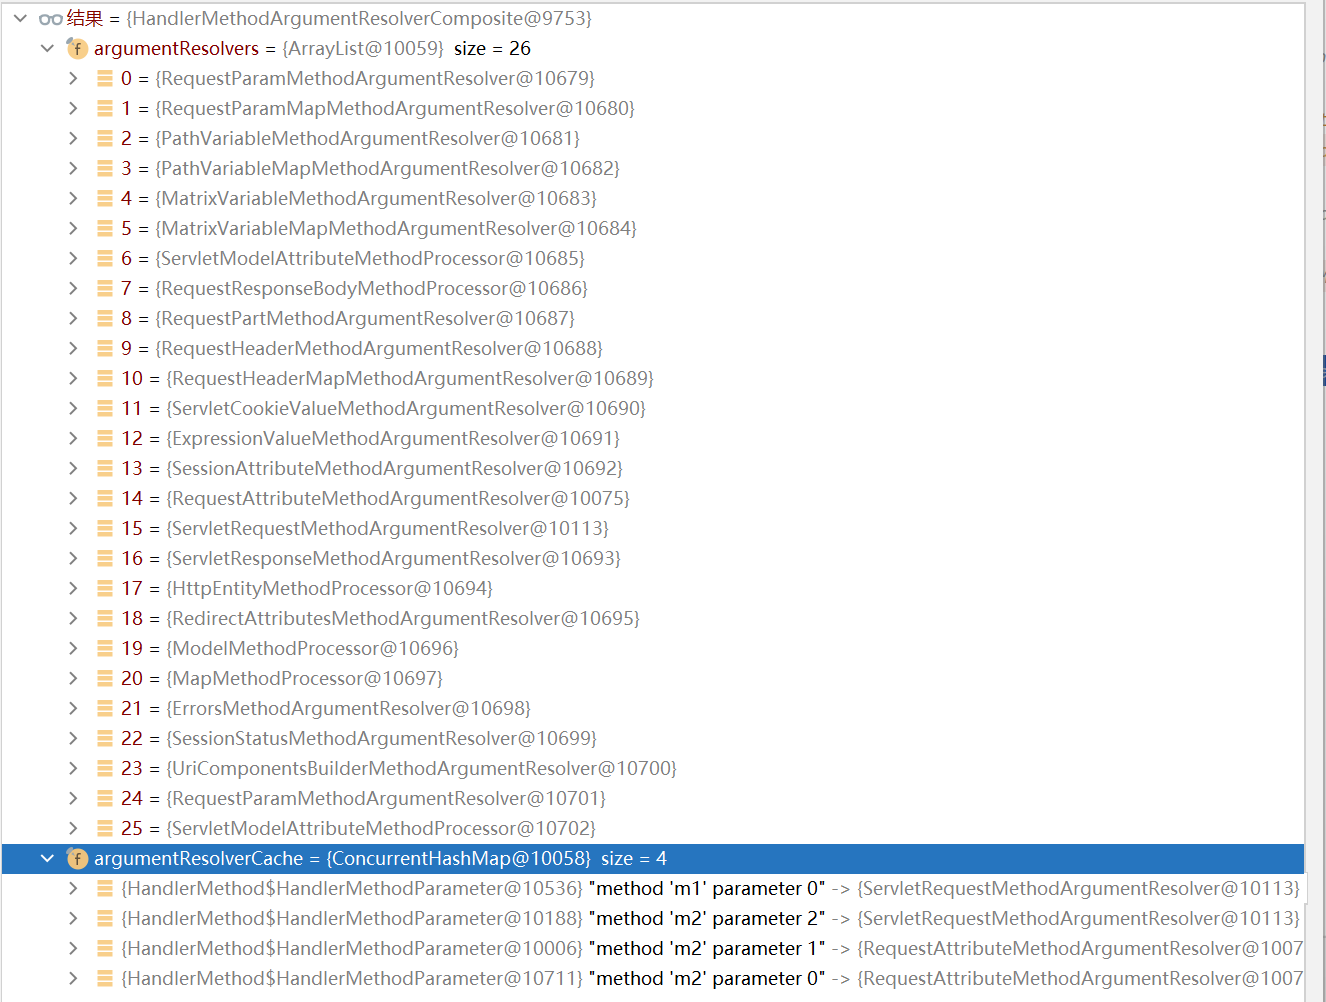 结果 = {HandlerMethodArgumentResolverComposite@9753}
f argumentResolvers = {ArrayList@10059} size = 26
0 = {RequestParamMethodArgumentResolver@10679}
1 = {RequestParamMapMethodArgumentResolver@10680}
2 = {PathVariableMethodArgumentResolver@10681}
3 = {PathVariableMapMethodArgumentResolver@10682}
4 = {MatrixVariableMethodArgumentResolver@10683}
5 = {MatrixVariableMapMethodArgumentResolver@10684}
6 = {ServletModelAttributeMethodProcessor@10685}
7 = {RequestResponseBodyMethodProcessor@10686}
8 = {RequestPartMethodArgumentResolver@10687}
9 = {RequestHeaderMethodArgumentResolver@10688}
10 = {RequestHeaderMapMethodArgumentResolver@10689}
11 = {ServletCookieValueMethodArgumentResolver@10690}
12 = {ExpressionValueMethodArgumentResolver@10691}
13 = {SessionAttributeMethodArgumentResolver@10692}
14 = {RequestAttributeMethodArgumentResolver@10075}
15 = {ServletRequestMethodArgumentResolver@10113}
16 = {ServletResponseMethodArgumentResolver@10693}
17 = {HttpEntityMethodProcessor@10694}
18 = {RedirectAttributesMethodArgumentResolver@10695}
19 = {ModelMethodProcessor@10696}
20 = {MapMethodProcessor@10697}
21 = {ErrorsMethodArgumentResolver@10698}
22 = {SessionStatusMethodArgumentResolver@10699}
23 = {UriComponentsBuilderMethodArgumentResolver@10700}
24 = {RequestParamMethodArgumentResolver@10701}
25 = {ServletModelAttributeMethodProcessor@10702}
f argumentResolverCache = {ConcurrentHashMap@10058} size = 4
{HandlerMethod$HandlerMethodParameter@10536} "method 'm1' parameter 0" -> {ServletRequestMethodArgumentResolver@10113}
{HandlerMethod$HandlerMethodParameter@10188} "method 'm2' parameter 2" -> {ServletRequestMethodArgumentResolver@10113}
{HandlerMethod$HandlerMethodParameter@10006} "method 'm2' parameter 1" -> {RequestAttributeMethodArgumentResolver@1007
{HandlerMethod$HandlerMethodParameter@10711} "method 'm2' parameter 0" -> {RequestAttributeMethodArgumentResolver@1007